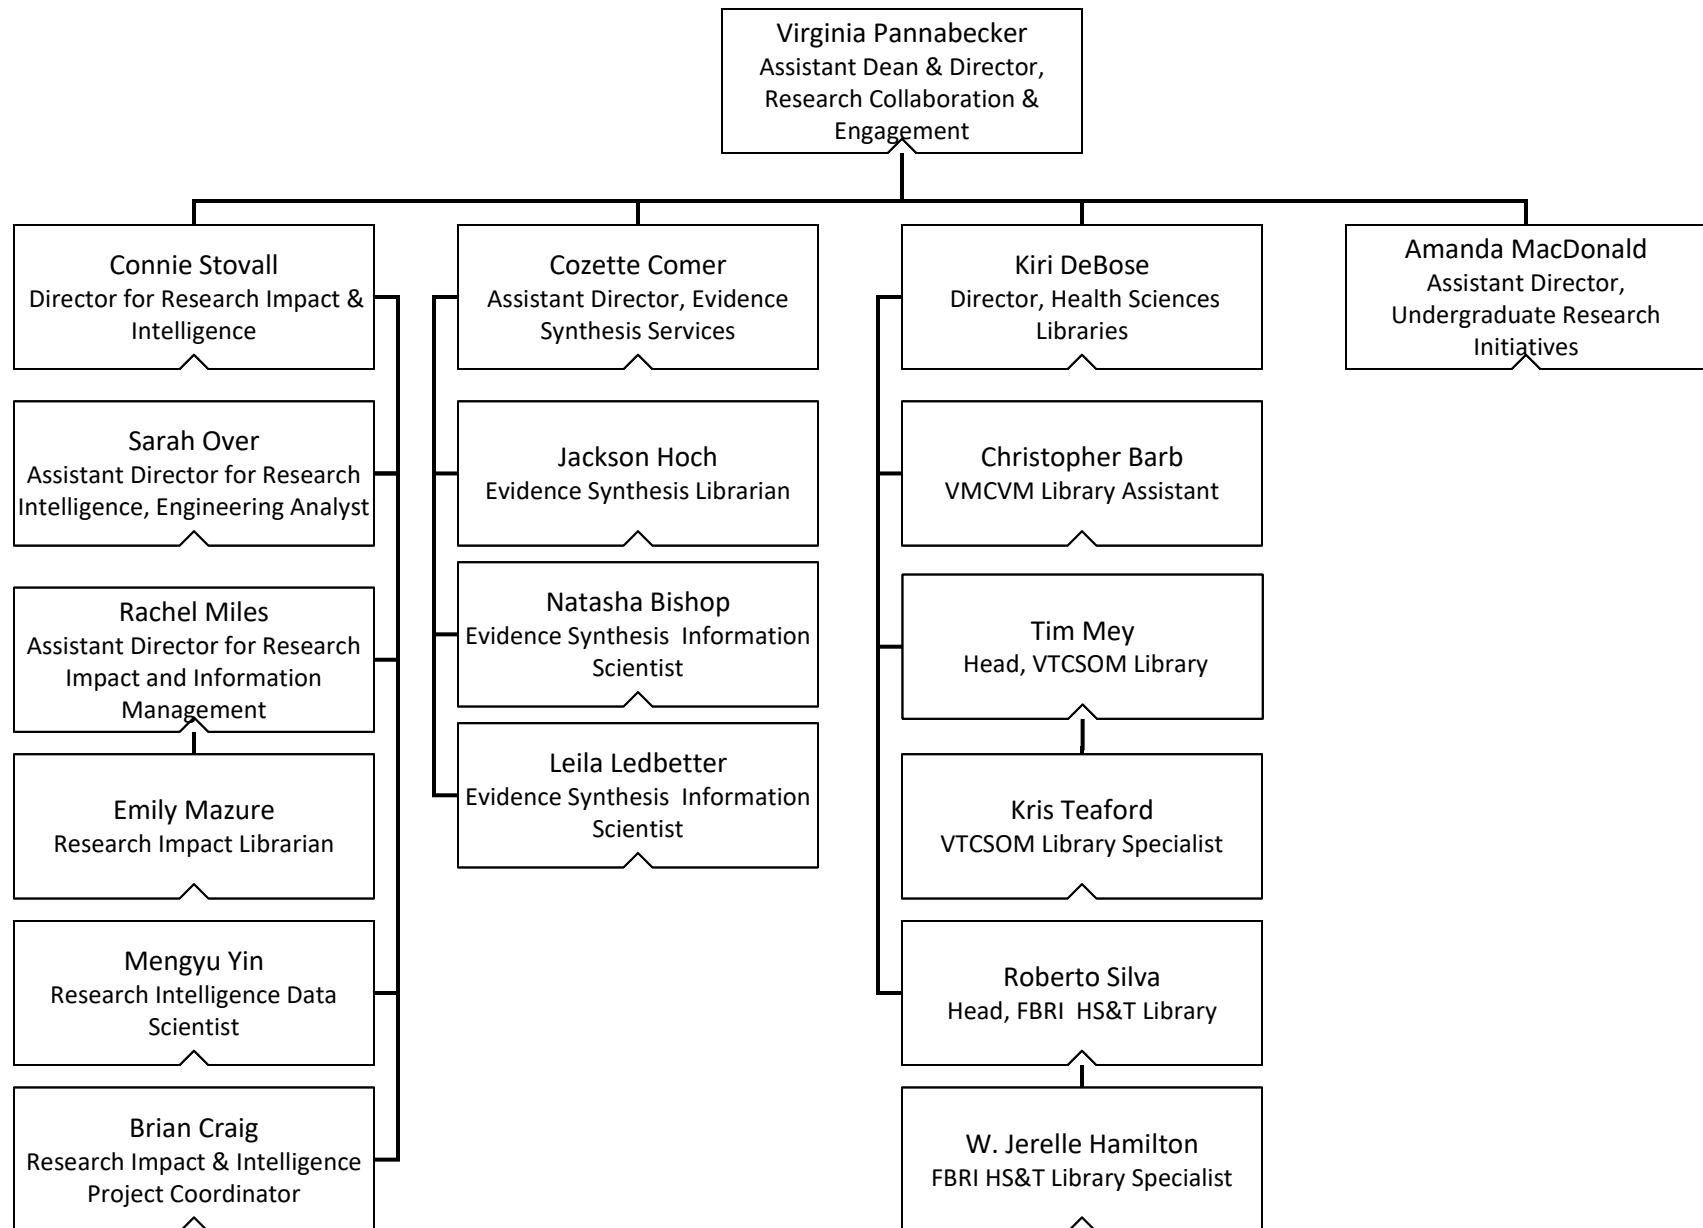 Virginia Pannabecker
Assistant Dean & Director,
Research Collaboration &
Engagement
Connie Stovall
Director for Research Impact &
Intelligence
Sarah Over
Assistant Director for Research
Intelligence, Engineering Analyst
Rachel Miles
Assistant Director for Research
Impact and Information
Management
Emily Mazure
Research Impact Librarian
Mengyu Yin
Research Intelligence Data
Scientist
Brian Craig
Research Impact & Intelligence
Project Coordinator
Cozette Comer
Assistant Director, Evidence
Synthesis Services
Jackson Hoch
Evidence Synthesis Librarian
Natasha Bishop
Evidence Synthesis  Information
Scientist
Leila Ledbetter
Evidence Synthesis  Information
Scientist
Kiri DeBose
Director, Health Sciences
Libraries
Christopher Barb
VMCVM Library Assistant
Tim Mey
Head, VTCSOM Library
Kris Teaford
VTCSOM Library Specialist
Roberto Silva
Head, FBRI  HS&T Library
W. Jerelle Hamilton
FBRI HS&T Library Specialist
Amanda MacDonald
Assistant Director,
Undergraduate Research
Initiatives